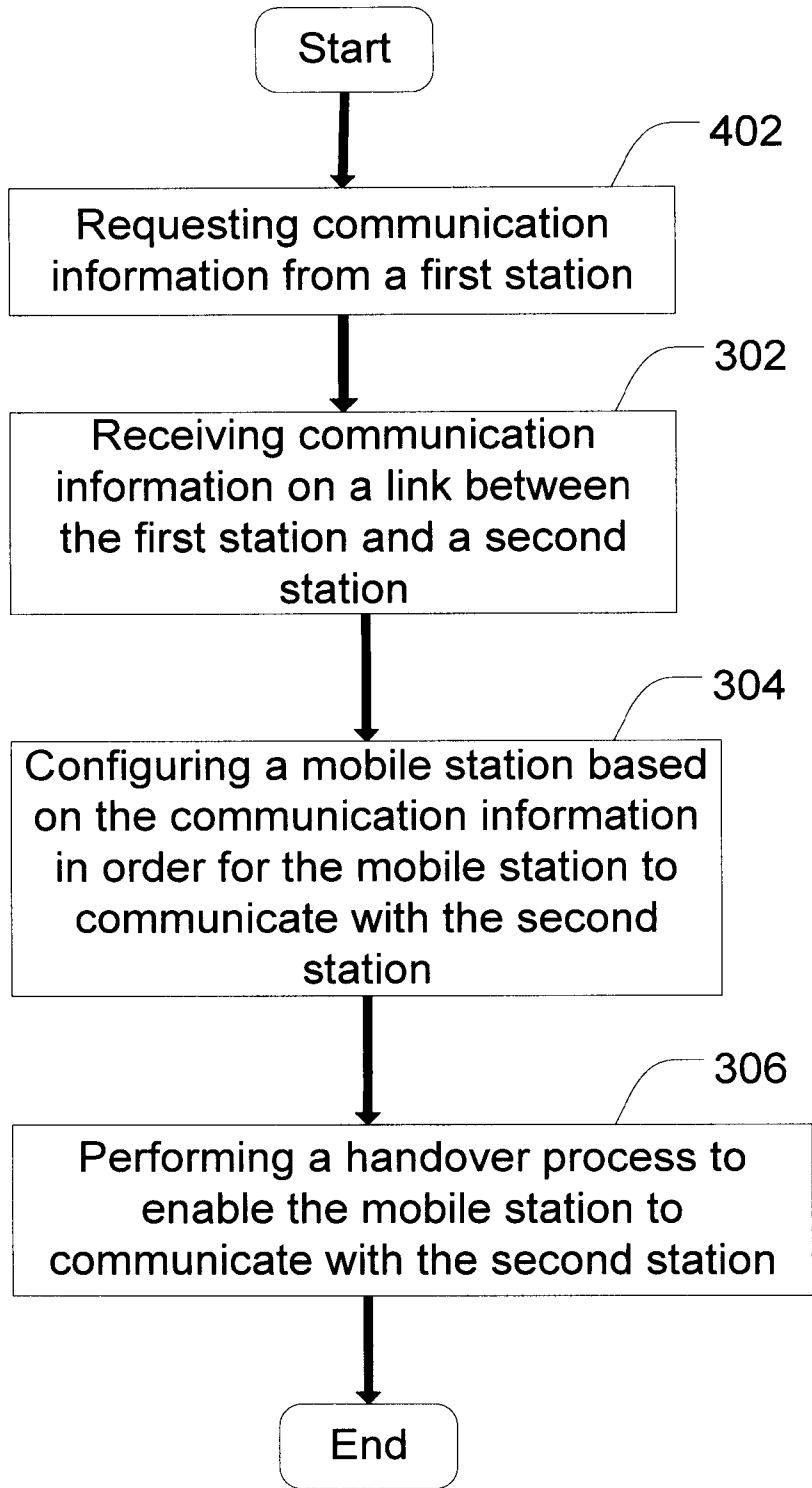 Start
402
Requesting communication
information from a first station
302
Receiving communication
information on a link between
the first station and a second
station
304
Configuring a mobile station based
on the communication information
in order for the mobile station to
communicate with the second
station
306
Performing a handover process to
enable the mobile station to
communicate with the second station
End